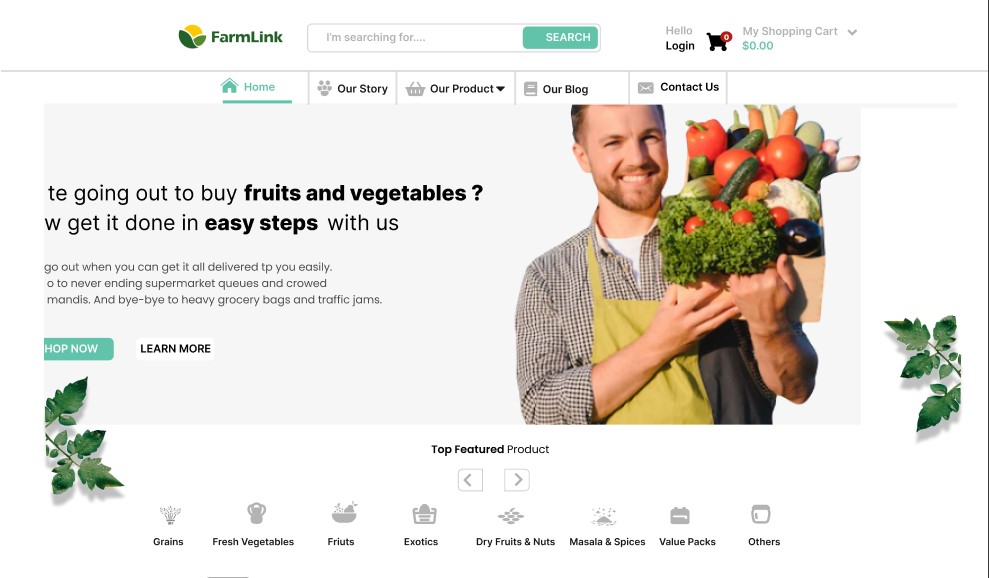 FarmLink
I'm searching for....
SEARCH
Hello
Login
0
My Shopping Cart
$0.00
Home
Our Story
Our Product
Our Blog
Contact Us
te going out to buy fruits and vegetables ?
w get it done in easy steps with us
go out when you can get it all delivered tp you easily.
o to never ending supermarket queues and crowed
mandis. And bye-bye to heavy grocery bags and traffic jams.
HOP NOW
LEARN MORE
Top Featured Product
Grains
Fresh Vegetables
Friuts
Exotics
Dry Fruits & Nuts
Masala & Spices
Value Packs
Others